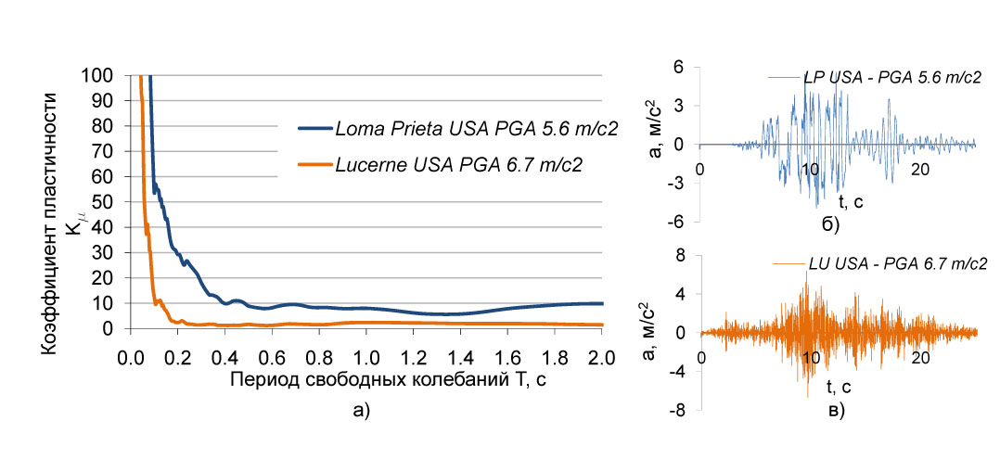 Коэффициент пластичности
Kμ
100
90
80
70
60
50
40
30
20
10
0
Loma Prieta USA PGA 5.6 m/c2
Lucerne USA PGA 6.7 m/c2
0.0 0.2 0.4 0.6 0.8 1.0 1.2 1.4 1.6 1.8 2.0
Период свободных колебаний T, с
а)
LP USA - PGA 5.6 m/c2
a, м/с²
6
3
0
-3
-6
0 10 20
t, с
б)
LU USA - PGA 6.7 m/c2
a, м/с²
8
4
0
-4
-8
0 10 20
t, с
в)